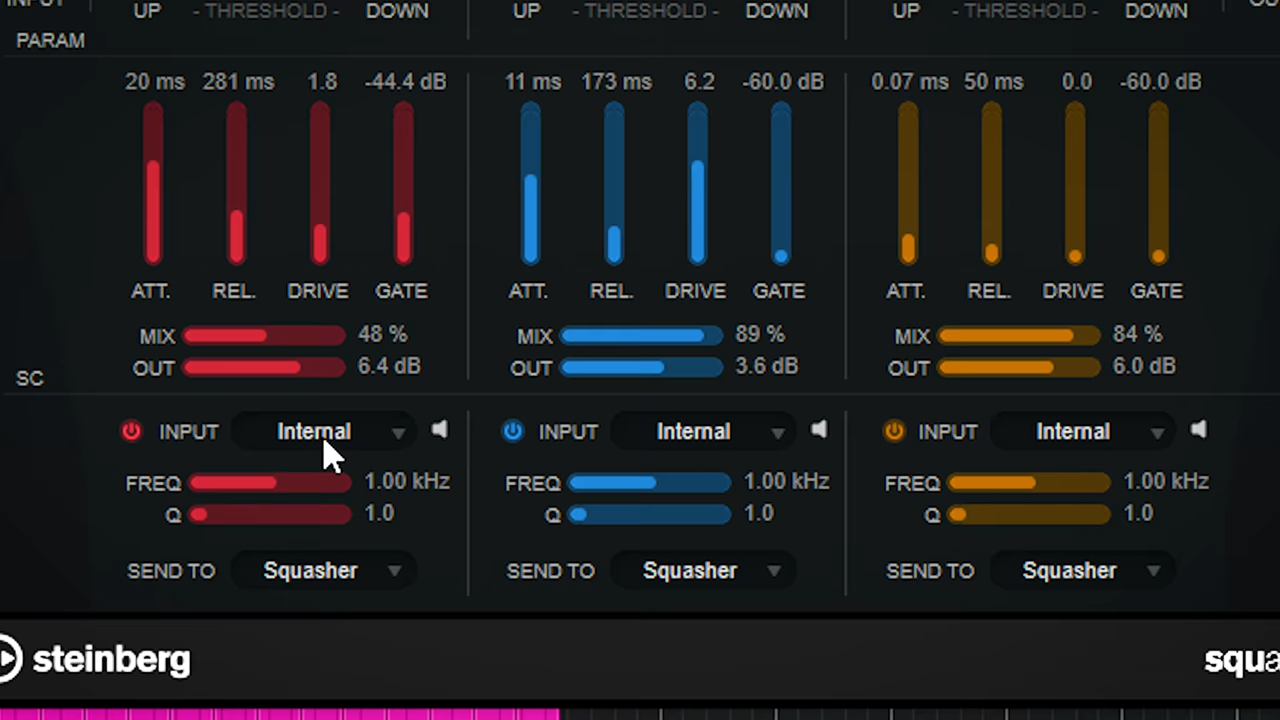 INPUT
UP - THRESHOLD - DOWN UP - THRESHOLD - DOWN UP - THRESHOLD - DOWN
PARAM
20 ms 281 ms 1.8 -44.4 dB 11 ms 173 ms 6.2 -60.0 dB 0.07 ms 50 ms 0.0 -60.0 dB
ATT. REL. DRIVE GATE ATT. REL. DRIVE GATE ATT. REL. DRIVE GATE
MIX 48 % MIX 89 % MIX 84 %
OUT 6.4 dB OUT 3.6 dB OUT 6.0 dB
SC
INPUT Internal INPUT Internal INPUT Internal
FREQ 1.00 kHz FREQ 1.00 kHz FREQ 1.00 kHz
Q 1.0 Q 1.0 Q 1.0
SEND TO Squasher SEND TO Squasher SEND TO Squasher
steinberg squa